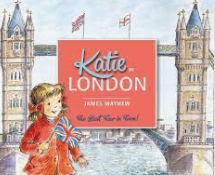 Katie in
LONDON
JAMES MAYHEW
The Best Tour in Town!